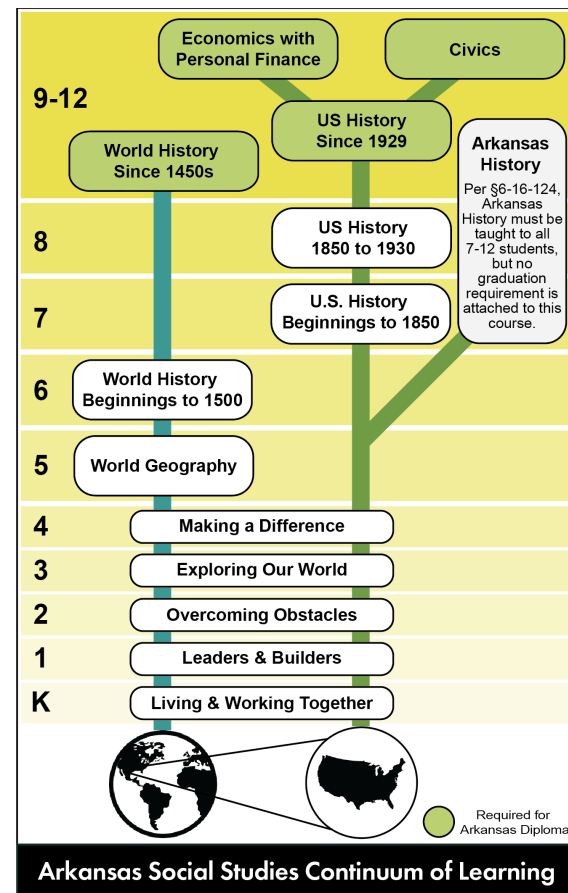 9-12
Economics with
Personal Finance
Civics
US History
Since 1929
World History
Since 1450s
Arkansas
History
Per §6-16-124,
Arkansas
History must be
taught to all
7-12 students,
but no
graduation
requirement is
attached to this
course.
8
US History
1850 to 1930
7
U.S. History
Beginnings to 1850
6
World History
Beginnings to 1500
5
World Geography
4
Making a Difference
3
Exploring Our World
2
Overcoming Obstacles
1
Leaders & Builders
K
Living & Working Together
Required for
Arkansas Diploma
Arkansas Social Studies Continuum of Learning